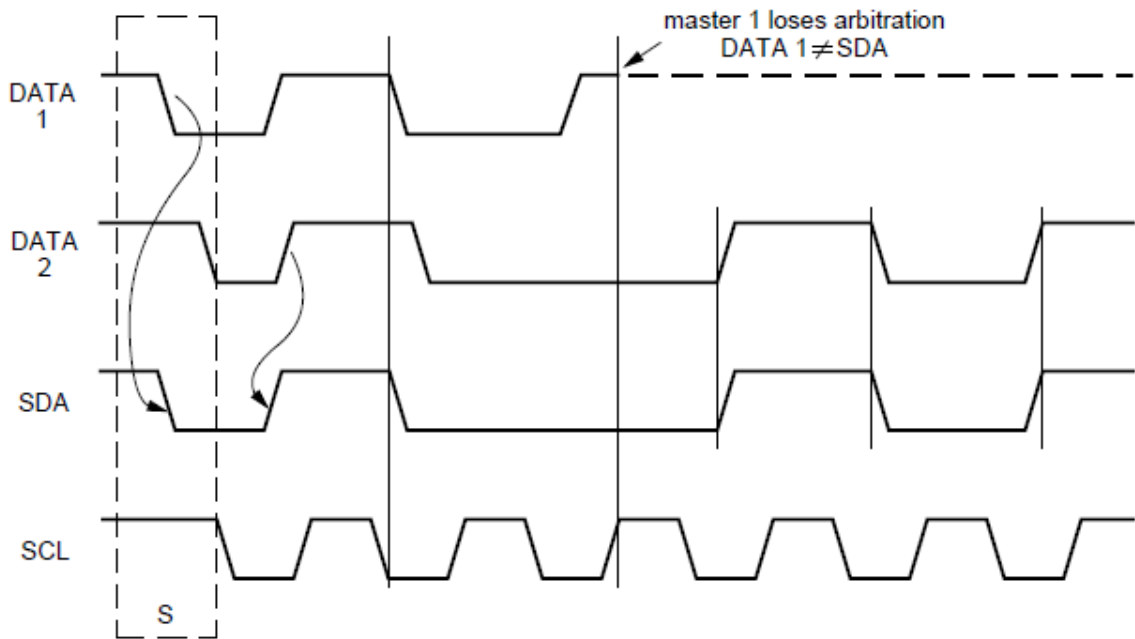 master 1 loses arbitration
DATA 1≠SDA
DATA
1
DATA
2
SDA
SCL
S